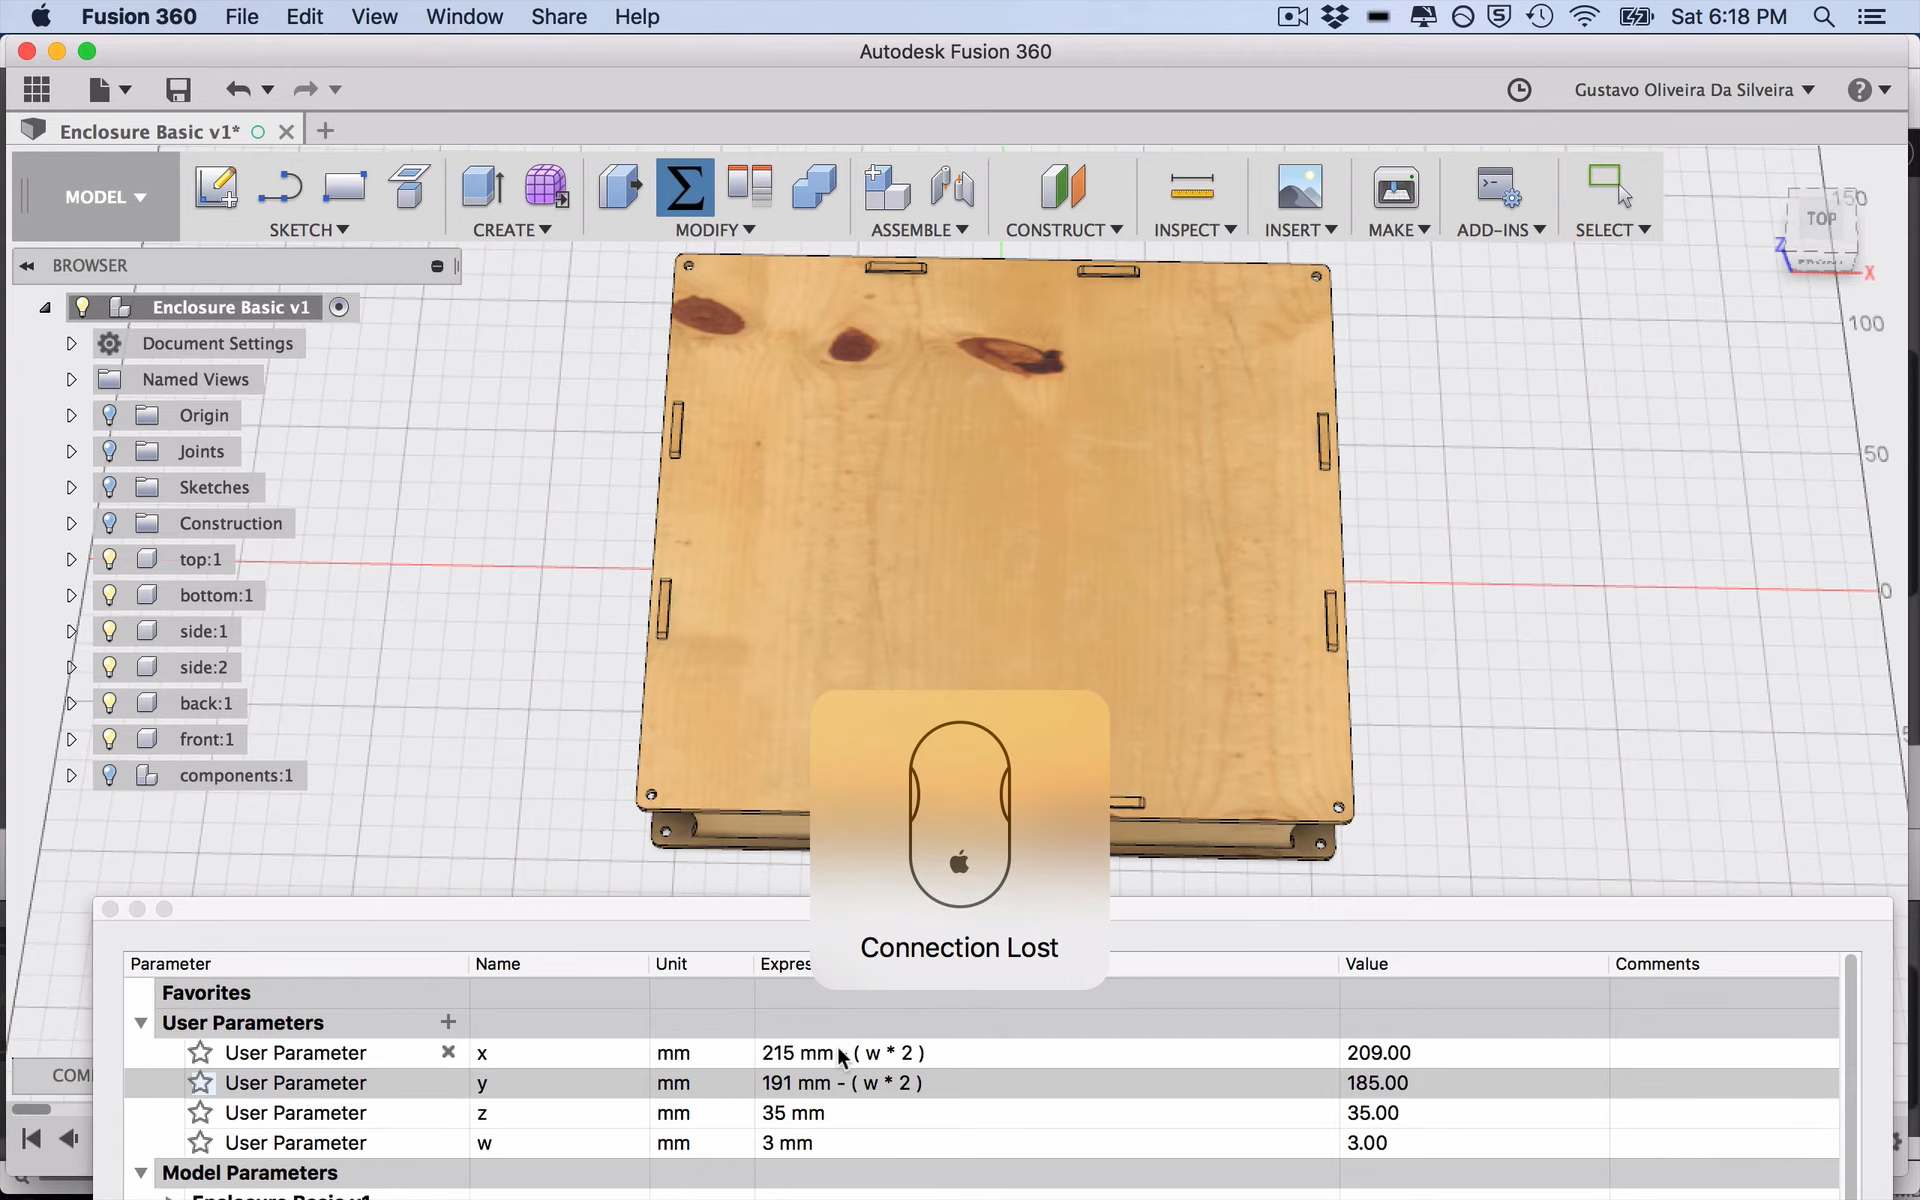 Fusion 360 File Edit View Window Share Help Sat 6:18 PM
Autodesk Fusion 360
Gustavo Oliveira Da Silveira
Enclosure Basic v1*
MODEL
SKETCH CREATE MODIFY ASSEMBLE CONSTRUCT INSPECT INSERT MAKE ADD-INS SELECT
150
TOP
Z
FRONT
X
BROWSER
Enclosure Basic v1
100
Document Settings
Named Views
Origin
Joints
50
Sketches
Construction
top:1
bottom:1
0
side:1
side:2
back:1
front:1
components:1
Connection Lost
Parameter Name Unit Expres Value Comments
Favorites
User Parameters
User Parameter x mm 215 mm - ( w * 2 ) 209.00
User Parameter y mm 191 mm - ( w * 2 ) 185.00
User Parameter z mm 35 mm 35.00
User Parameter w mm 3 mm 3.00
Model Parameters
Enclosure Basic v1